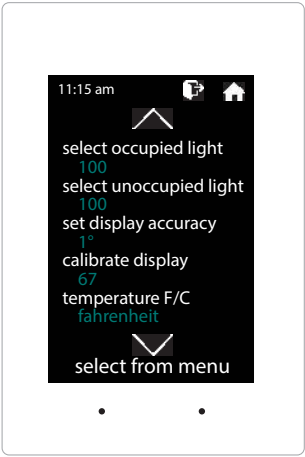 11:15 am
select occupied light
100
select unoccupied light
100
set display accuracy
1°
calibrate display
67
temperature F/C
fahrenheit
select from menu